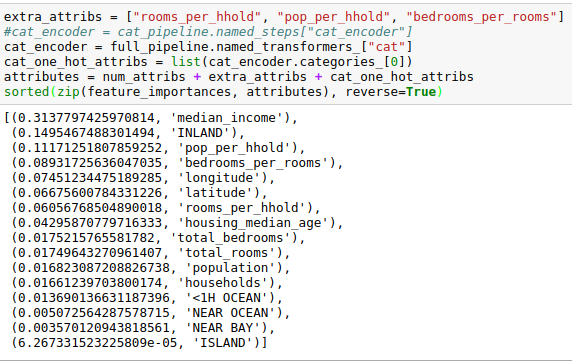 extra_attribs = ["rooms_per_hhold", "pop_per_hhold", "bedrooms_per_rooms"]
#cat_encoder = cat_pipeline.named_steps["cat_encoder"]
cat_encoder = full_pipeline.named_transformers_["cat"]
cat_one_hot_attribs = list(cat_encoder.categories_[0])
attributes = num_attribs + extra_attribs + cat_one_hot_attribs
sorted(zip(feature_importances, attributes), reverse=True)
[(0.3137797425970814, 'median_income'),
(0.1495467488301494, 'INLAND'),
(0.11171251807859252, 'pop_per_hhold'),
(0.08931725636047035, 'bedrooms_per_rooms'),
(0.07451234475189285, 'longitude'),
(0.06675600784331226, 'latitude'),
(0.06056768504890018, 'rooms_per_hhold'),
(0.04295870779716333, 'housing_median_age'),
(0.0175215765581782, 'total_bedrooms'),
(0.01749643270961407, 'total_rooms'),
(0.016823087208826738, 'population'),
(0.01661239703800174, 'households'),
(0.013690136631187396, '<1H OCEAN'),
(0.005072564287578715, 'NEAR OCEAN'),
(0.003570120943818561, 'NEAR BAY'),
(6.267331523225809e-05, 'ISLAND')]